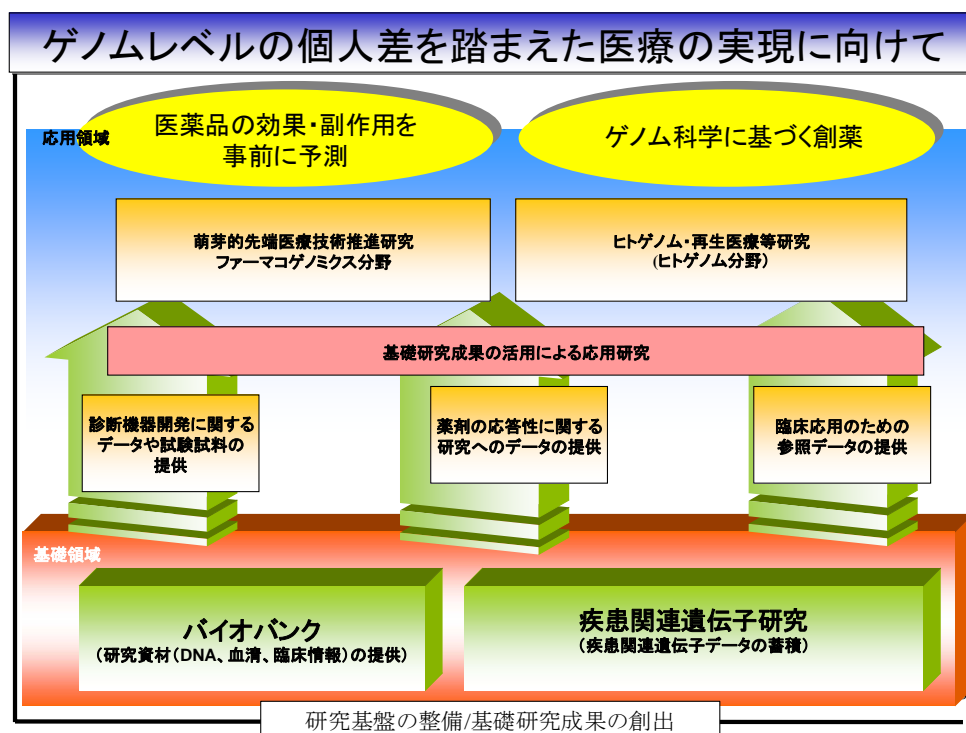 ゲノムレベルの個人差を踏まえた医療の実現に向けて
応用領域
医薬品の効果・副作用を
事前に予測
ゲノム科学に基づく創薬
萌芽的先端医療技術推進研究
ファーマコゲノミクス分野
ヒトゲノム・再生医療等研究
(ヒトゲノム分野)
基礎研究成果の活用による応用研究
診断機器開発に関する
データや試験試料の
提供
薬剤の応答性に関する
研究へのデータの提供
臨床応用のための
参照データの提供
基礎領域
バイオバンク
(研究資材(DNA、血清、臨床情報)の提供)
疾患関連遺伝子研究
(疾患関連遺伝子データの蓄積)
研究基盤の整備/基礎研究成果の創出